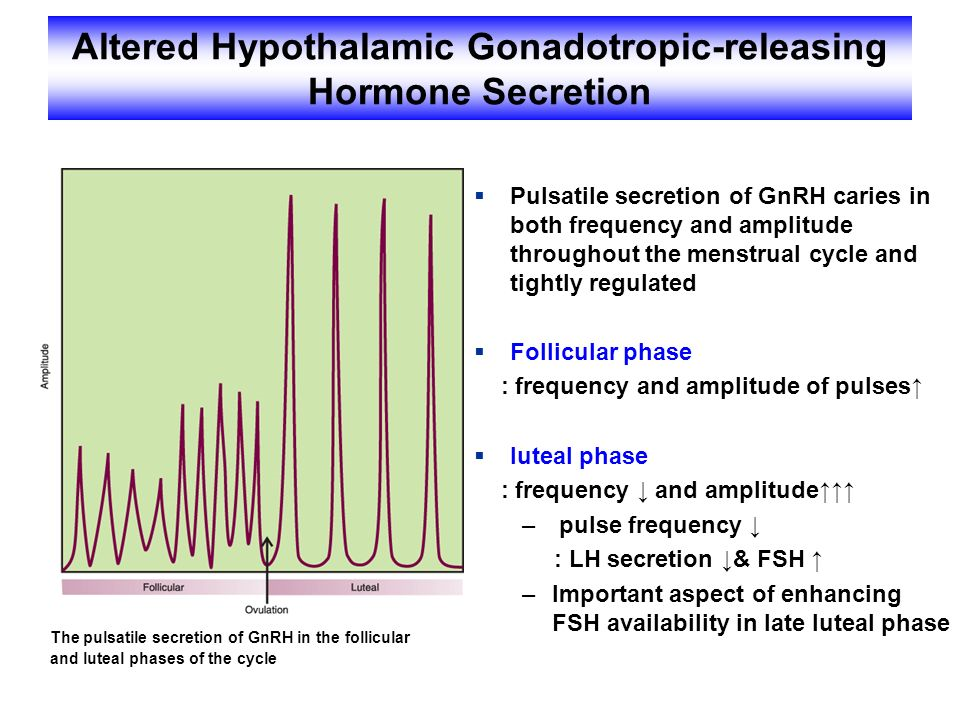 Altered Hypothalamic Gonadotropic-releasing
Hormone Secretion
Amplitude
Follicular
Luteal
Ovulation
The pulsatile secretion of GnRH in the follicular
and luteal phases of the cycle
▪ Pulsatile secretion of GnRH caries in
both frequency and amplitude
throughout the menstrual cycle and
tightly regulated
▪ Follicular phase
: frequency and amplitude of pulses↑
▪ luteal phase
: frequency ↓ and amplitude↑↑↑
– pulse frequency ↓
: LH secretion ↓& FSH ↑
– Important aspect of enhancing
FSH availability in late luteal phase